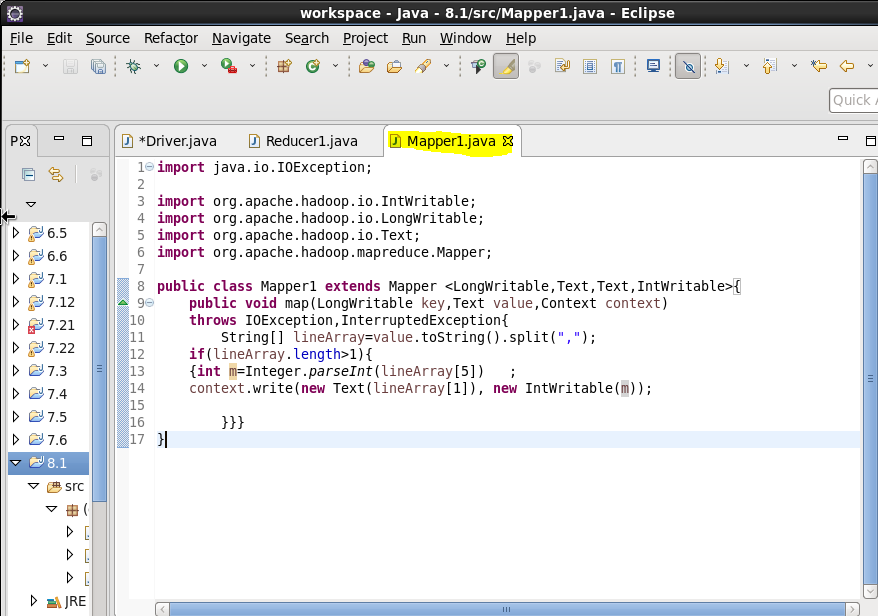 workspace - Java - 8.1/src/Mapper1.java - Eclipse
File Edit Source Refactor Navigate Search Project Run Window Help
Quick
P
*Driver.java Reducer1.java Mapper1.java
1 import java.io.IOException;
2
3 import org.apache.hadoop.io.IntWritable;
4 import org.apache.hadoop.io.LongWritable;
5 import org.apache.hadoop.io.Text;
6 import org.apache.hadoop.mapreduce.Mapper;
7
8 public class Mapper1 extends Mapper <LongWritable,Text,Text,IntWritable>{
9 public void map(LongWritable key,Text value,Context context)
10 throws IOException,InterruptedException{
11 String[] lineArray=value.toString().split(",");
12 if(lineArray.length>1){
13 {int m=Integer.parseInt(lineArray[5]) ;
14 context.write(new Text(lineArray[1]), new IntWritable(m));
15
16 }}}
17 }
6.5
6.6
7.1
7.12
7.21
7.22
7.3
7.4
7.5
7.6
8.1
src
(
JRE